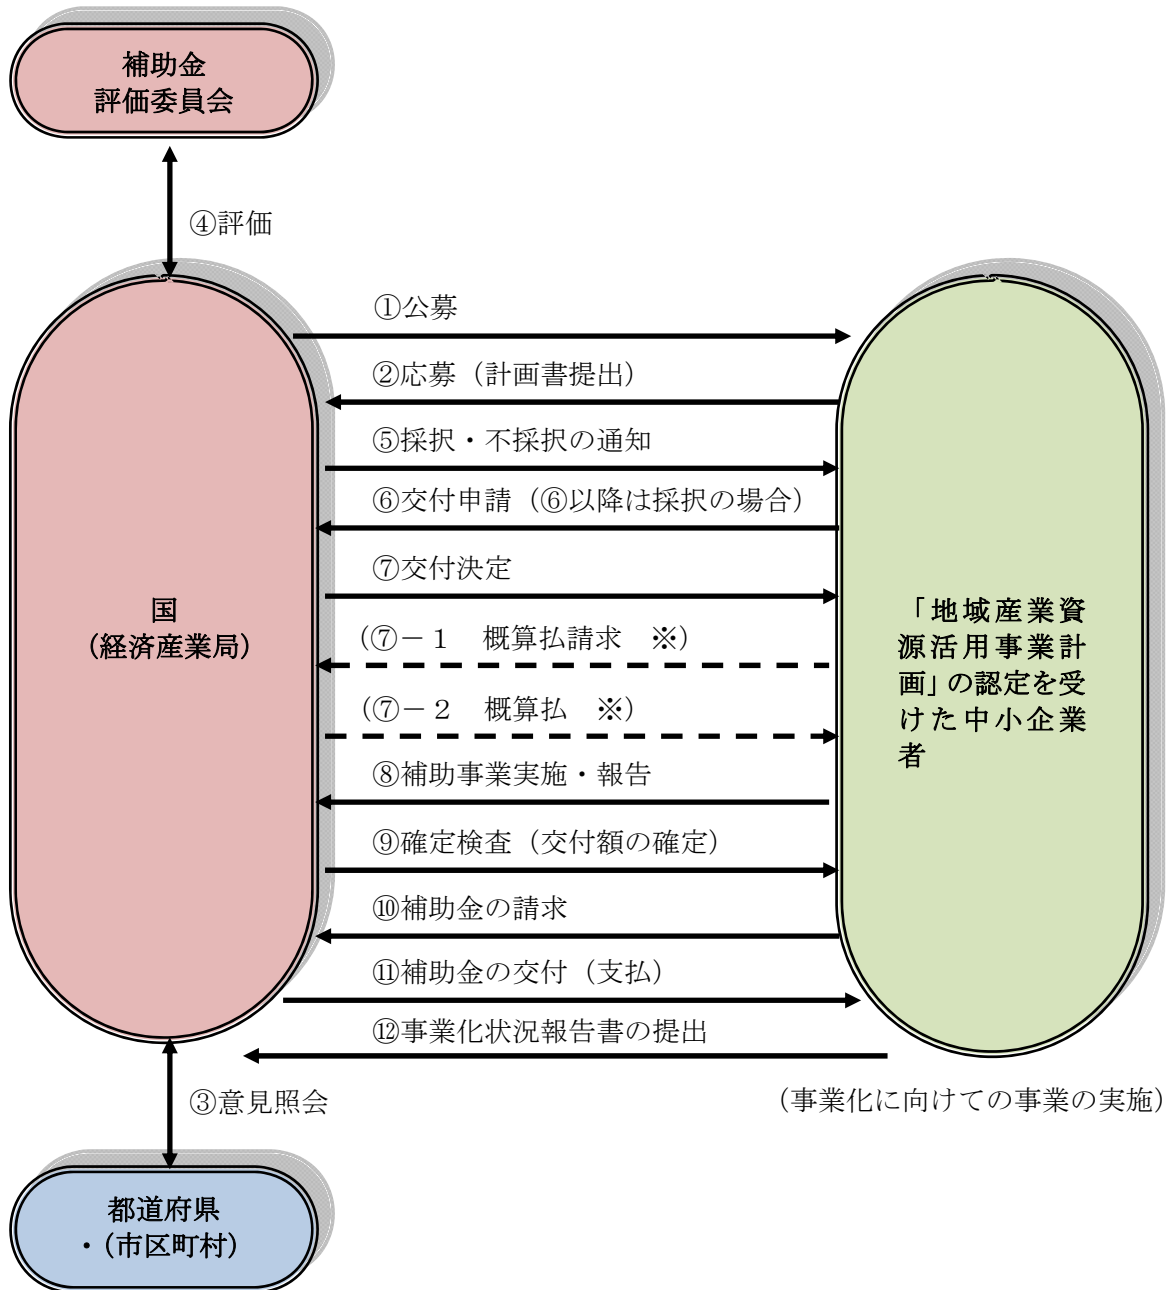 補助金
評価委員会
④評価
①公募
②応募（計画書提出）
⑤採択・不採択の通知
⑥交付申請（⑥以降は採択の場合）
⑦交付決定
国
（経済産業局）
「地域産業資
源活用事業計
画」の認定を受
けた中小企業
者
（⑦－１　概算払請求　※）
（⑦－２　概算払　※）
⑧補助事業実施・報告
⑨確定検査（交付額の確定）
⑩補助金の請求
⑪補助金の交付（支払）
⑫事業化状況報告書の提出
③意見照会
（事業化に向けての事業の実施）
都道府県
・（市区町村）